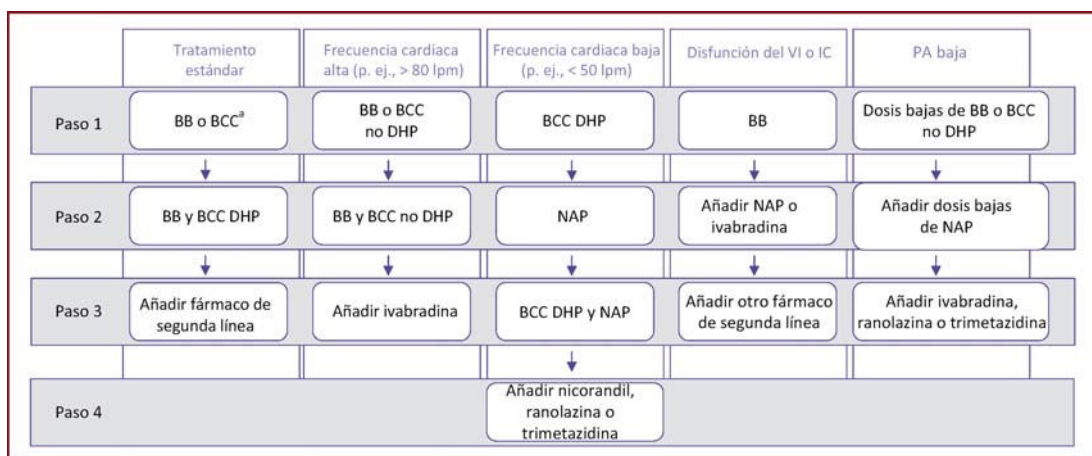 Tratamiento
estándar
Frecuencia cardiaca
alta (p. ej., > 80 lpm)
Frecuencia cardiaca baja
(p. ej., < 50 lpm)
Disfunción del VI o IC
PA baja
Paso 1
BB o BCCᵃ
BB o BCC
no DHP
BCC DHP
BB
Dosis bajas de BB o BCC
no DHP
Paso 2
BB y BCC DHP
BB y BCC no DHP
NAP
Añadir NAP o
ivabradina
Añadir dosis bajas
de NAP
Paso 3
Añadir fármaco de
segunda línea
Añadir ivabradina
BCC DHP y NAP
Añadir otro fármaco
de segunda línea
Añadir ivabradina,
ranolazina o trimetazidina
Paso 4
Añadir nicorandil,
ranolazina o
trimetazidina